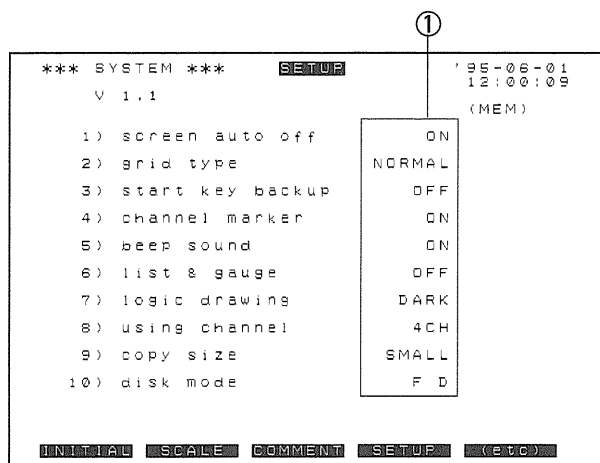 ①
*** SYSTEM *** SETUP '95-06-01
12:00:09
V 1.1
(MEM)
1) screen auto off ON
2) grid type NORMAL
3) start key backup OFF
4) channel marker ON
5) beep sound ON
6) list & gauge OFF
7) logic drawing DARK
8) using channel 4CH
9) copy size SMALL
10) disk mode F D
INITIAL SCALE COMMENT SETUP (etc)